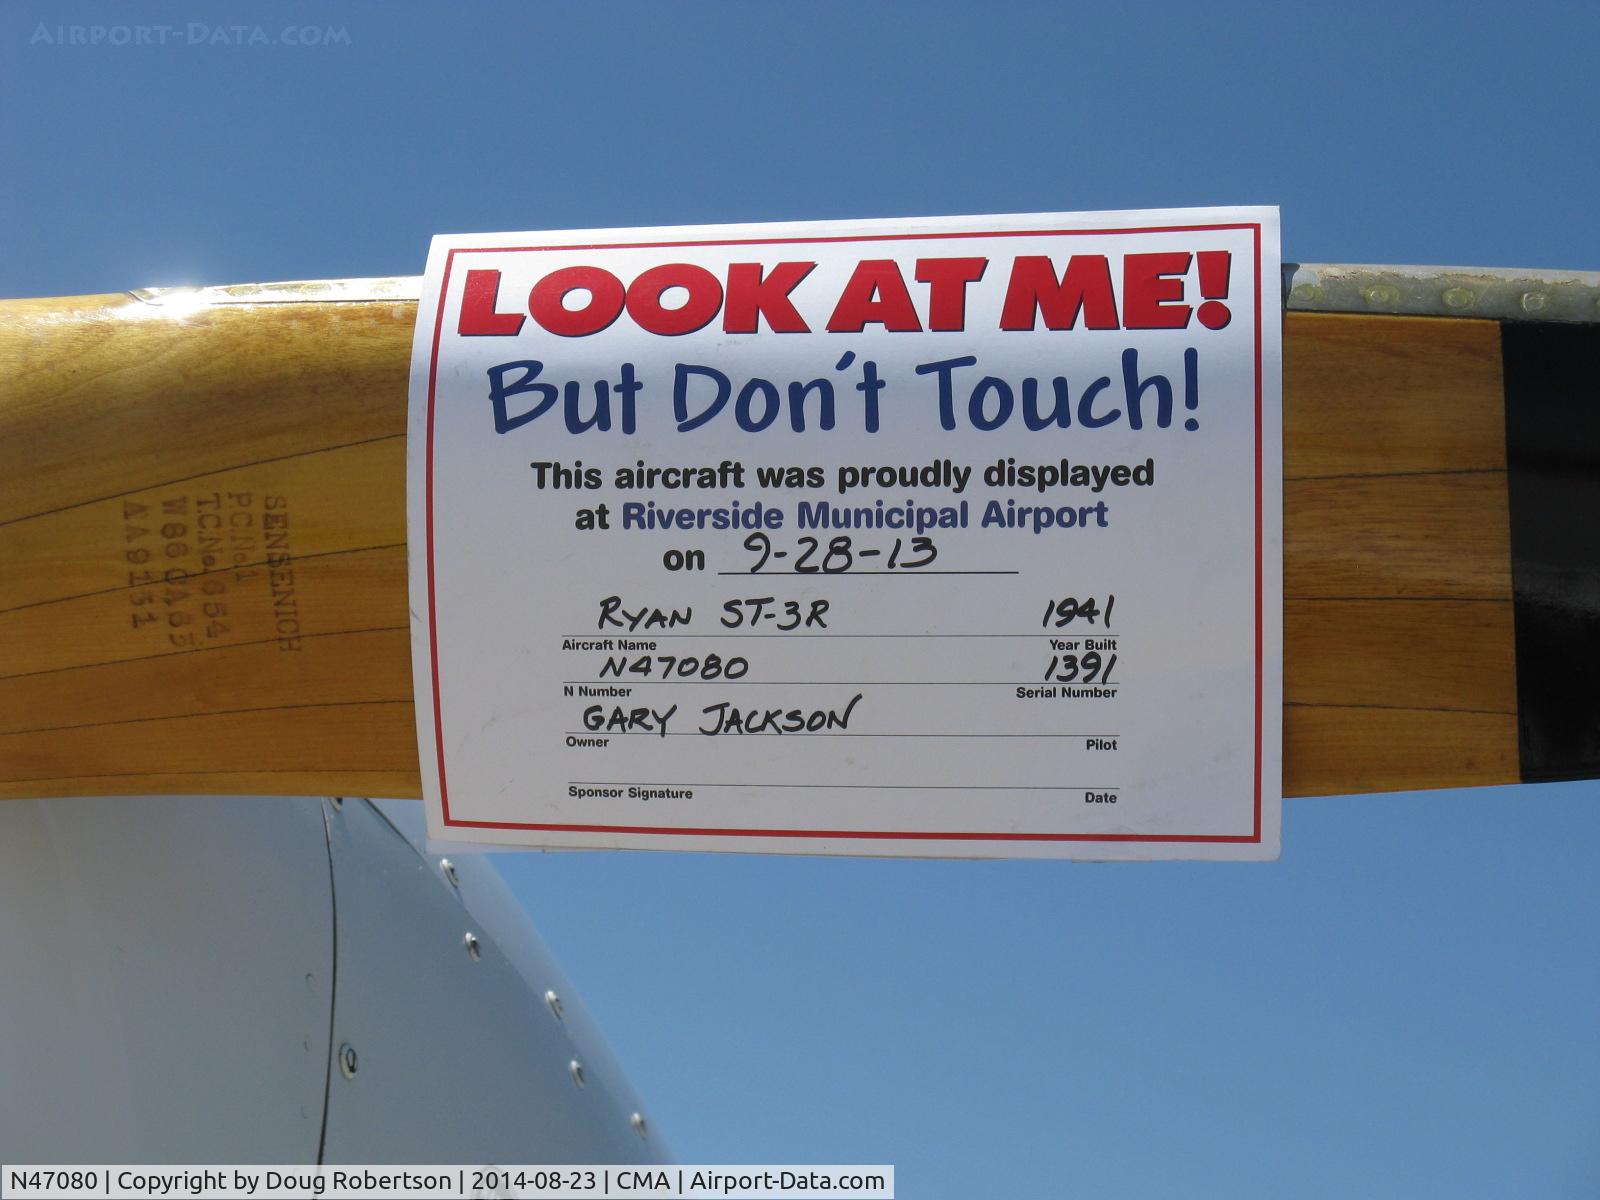 AIRPORT-DATA.COM
LOOK AT ME!
But Don't Touch!
This aircraft was proudly displayed
at Riverside Municipal Airport
on 9-28-13
RYAN ST-3R 1941
Aircraft Name Year Built
N47080 1391
N Number Serial Number
GARY JACKSON
Owner Pilot
Sponsor Signature Date
SENSENICH
P.C.No.1
T.C.No.654
AA9131
N47080 | Copyright by Doug Robertson | 2014-08-23 | CMA | Airport-Data.com